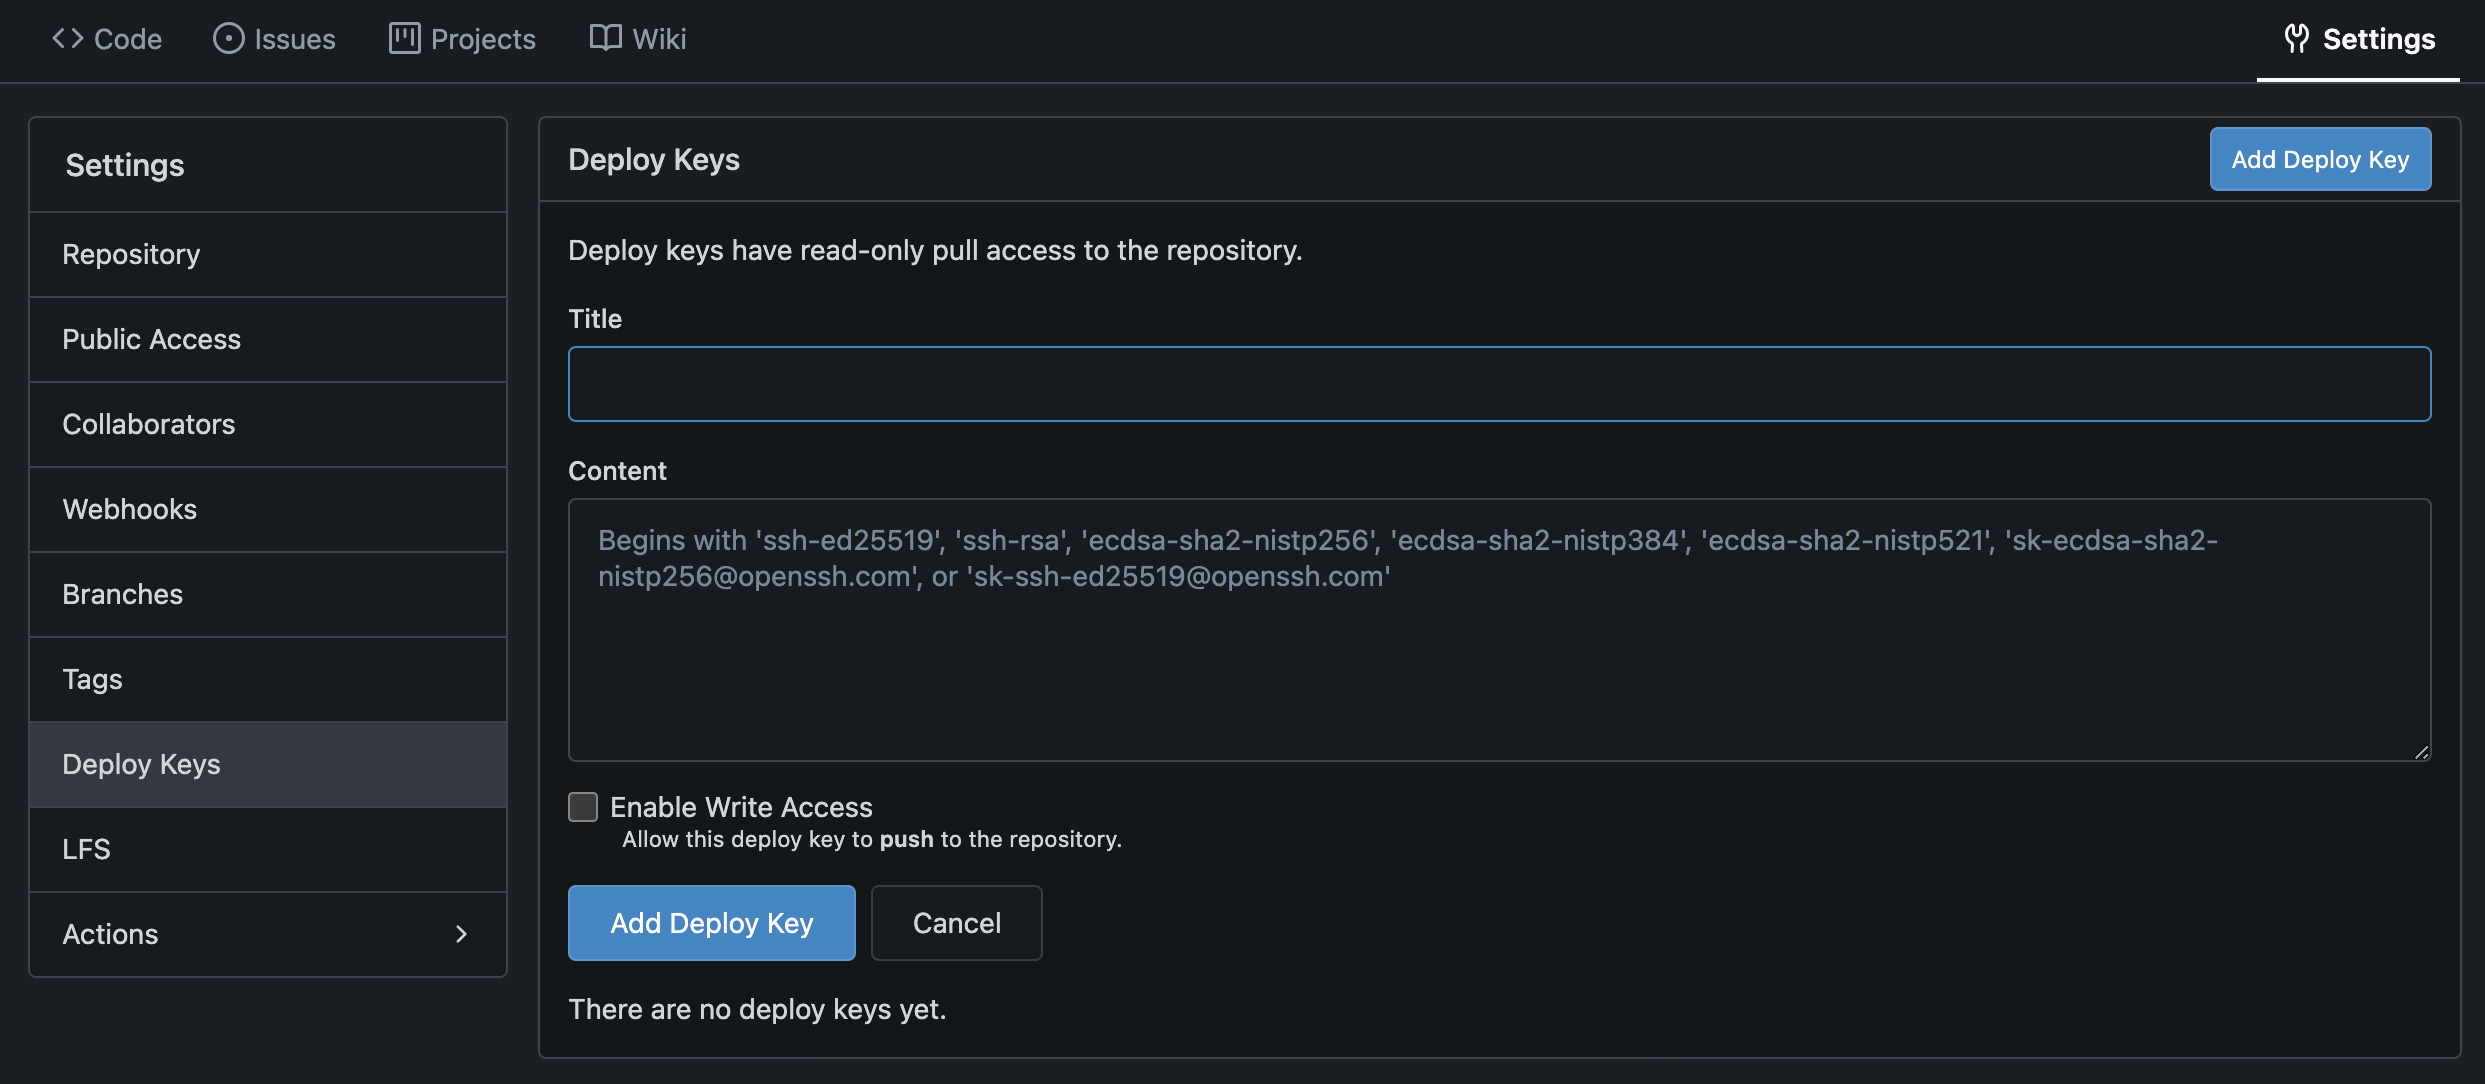 Code Issues Projects Wiki Settings
Settings
Repository
Public Access
Collaborators
Webhooks
Branches
Tags
Deploy Keys
LFS
Actions
Deploy Keys Add Deploy Key
Deploy keys have read-only pull access to the repository.
Title
Content
Begins with 'ssh-ed25519', 'ssh-rsa', 'ecdsa-sha2-nistp256', 'ecdsa-sha2-nistp384', 'ecdsa-sha2-nistp521', 'sk-ecdsa-sha2-
nistp256@openssh.com', or 'sk-ssh-ed25519@openssh.com'
Enable Write Access
Allow this deploy key to push to the repository.
Add Deploy Key Cancel
There are no deploy keys yet.